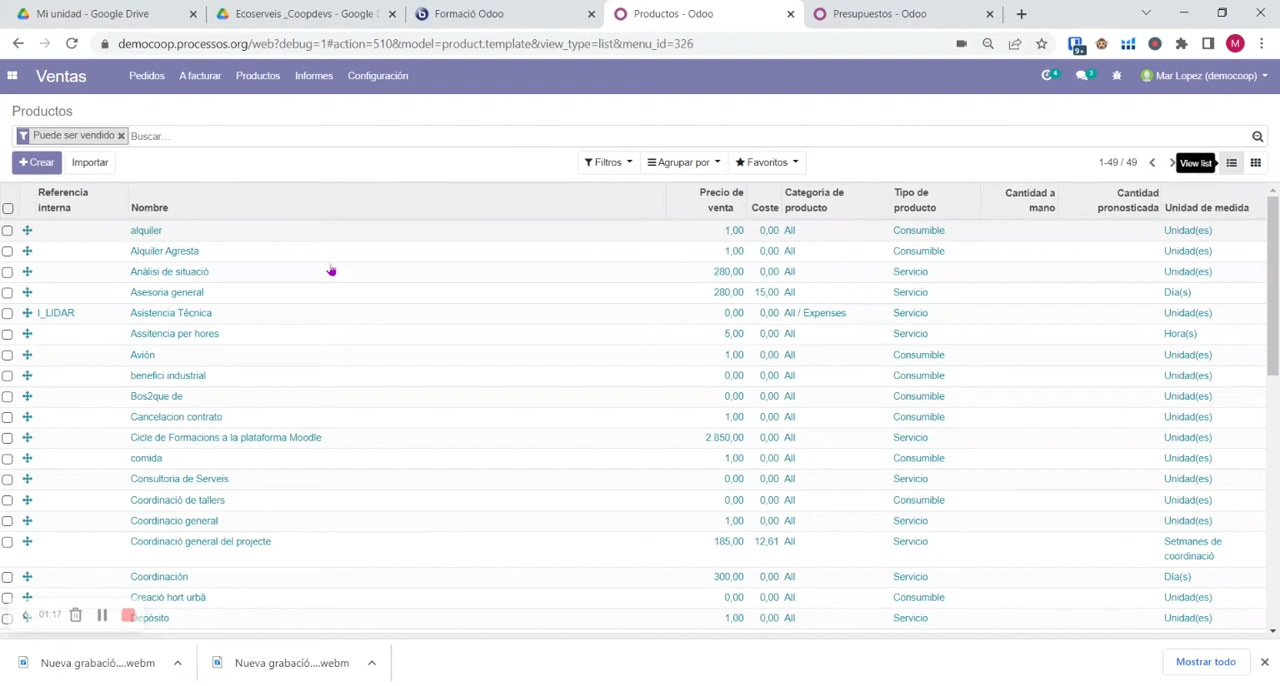 Mi unidad - Google Drive
Ecoserveis _Coopdevs - Google D
Formació Odoo
Productos - Odoo
Presupuestos - Odoo
democoop.processos.org/web?debug=1#action=510&model=product.template&view_type=list&menu_id=326
9+
M
Ventas Pedidos A facturar Productos Informes Configuración
4 3 Mar Lopez (democoop)
Productos
Puede ser vendido Buscar...
Crear Importar Filtros Agrupar por Favoritos 1-49 / 49 View list
Referencia interna Nombre Precio de venta Coste Categoría de producto Tipo de producto Cantidad a mano Cantidad pronosticada Unidad de medida
alquiler 1,00 0,00 All Consumible Unidad(es)
Alquiler Agresta 1,00 0,00 All Consumible Unidad(es)
Anàlisi de situació 280,00 0,00 All Servicio Unidad(es)
Asesoria general 280,00 15,00 All Servicio Día(s)
I_LIDAR Asistencia Técnica 0,00 0,00 All / Expenses Servicio Unidad(es)
Assitencia per hores 5,00 0,00 All Servicio Hora(s)
Avión 1,00 0,00 All Consumible Unidad(es)
benefici industrial 0,00 0,00 All Consumible Unidad(es)
Bos2que de 0,00 0,00 All Consumible Unidad(es)
Cancelacion contrato 1,00 0,00 All Consumible Unidad(es)
Cicle de Formacions a la plataforma Moodle 2.850,00 0,00 All Servicio Unidad(es)
comida 1,00 0,00 All Consumible Unidad(es)
Consultoria de Serveis 0,00 0,00 All Servicio Unidad(es)
Coordinació de tallers 0,00 0,00 All Consumible Unidad(es)
Coordinacio general 1,00 0,00 All Servicio Unidad(es)
Coordinació general del projecte 185,00 12,61 All Servicio Setmanes de coordinació
Coordinación 300,00 0,00 All Servicio Día(s)
Creació hort urbà 0,00 0,00 All Consumible Unidad(es)
01:17 Depósito 1,00 0,00 All Consumible Unidad(es)
Nueva grabació....webm Nueva grabació....webm Mostrar todo